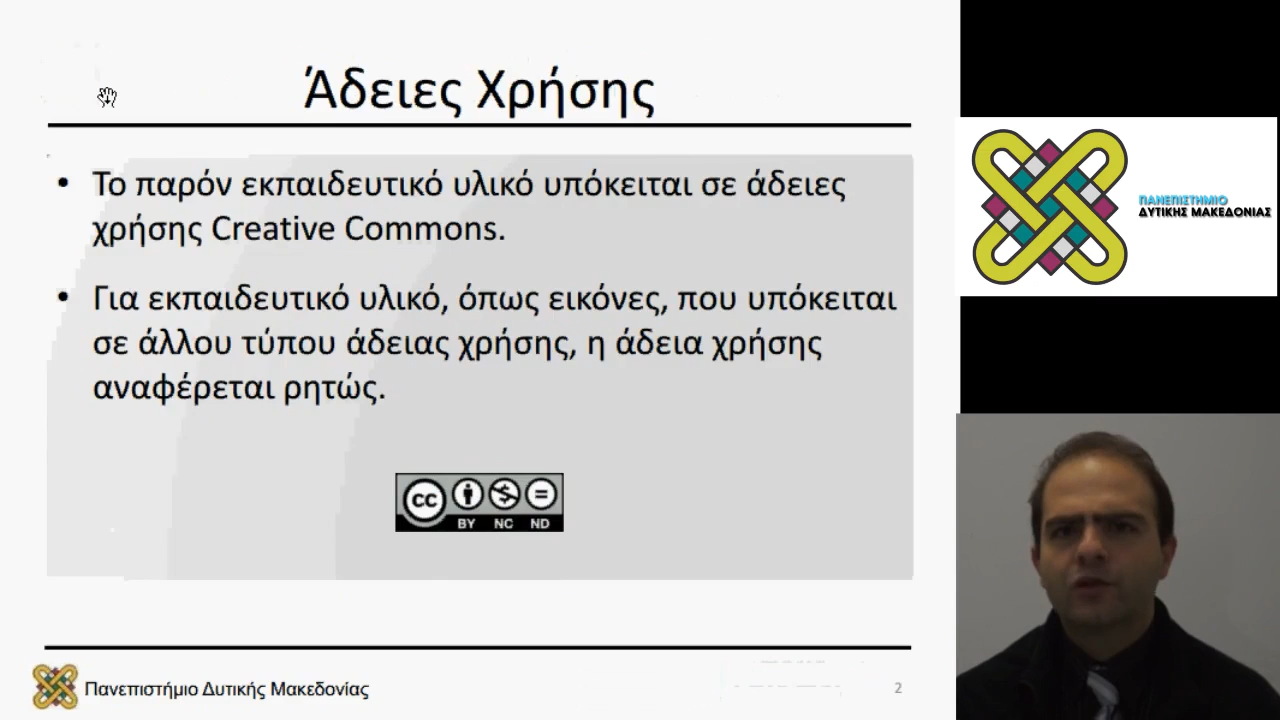 Άδειες Χρήσης
• Το παρόν εκπαιδευτικό υλικό υπόκειται σε άδειες
χρήσης Creative Commons.
• Για εκπαιδευτικό υλικό, όπως εικόνες, που υπόκειται
σε άλλου τύπου άδειας χρήσης, η άδεια χρήσης
αναφέρεται ρητώς.
cc
BY NC ND
Πανεπιστήμιο Δυτικής Μακεδονίας
2
ΠΑΝΕΠΙΣΤΗΜΙΟ
ΔΥΤΙΚΗΣ ΜΑΚΕΔΟΝΙΑΣ